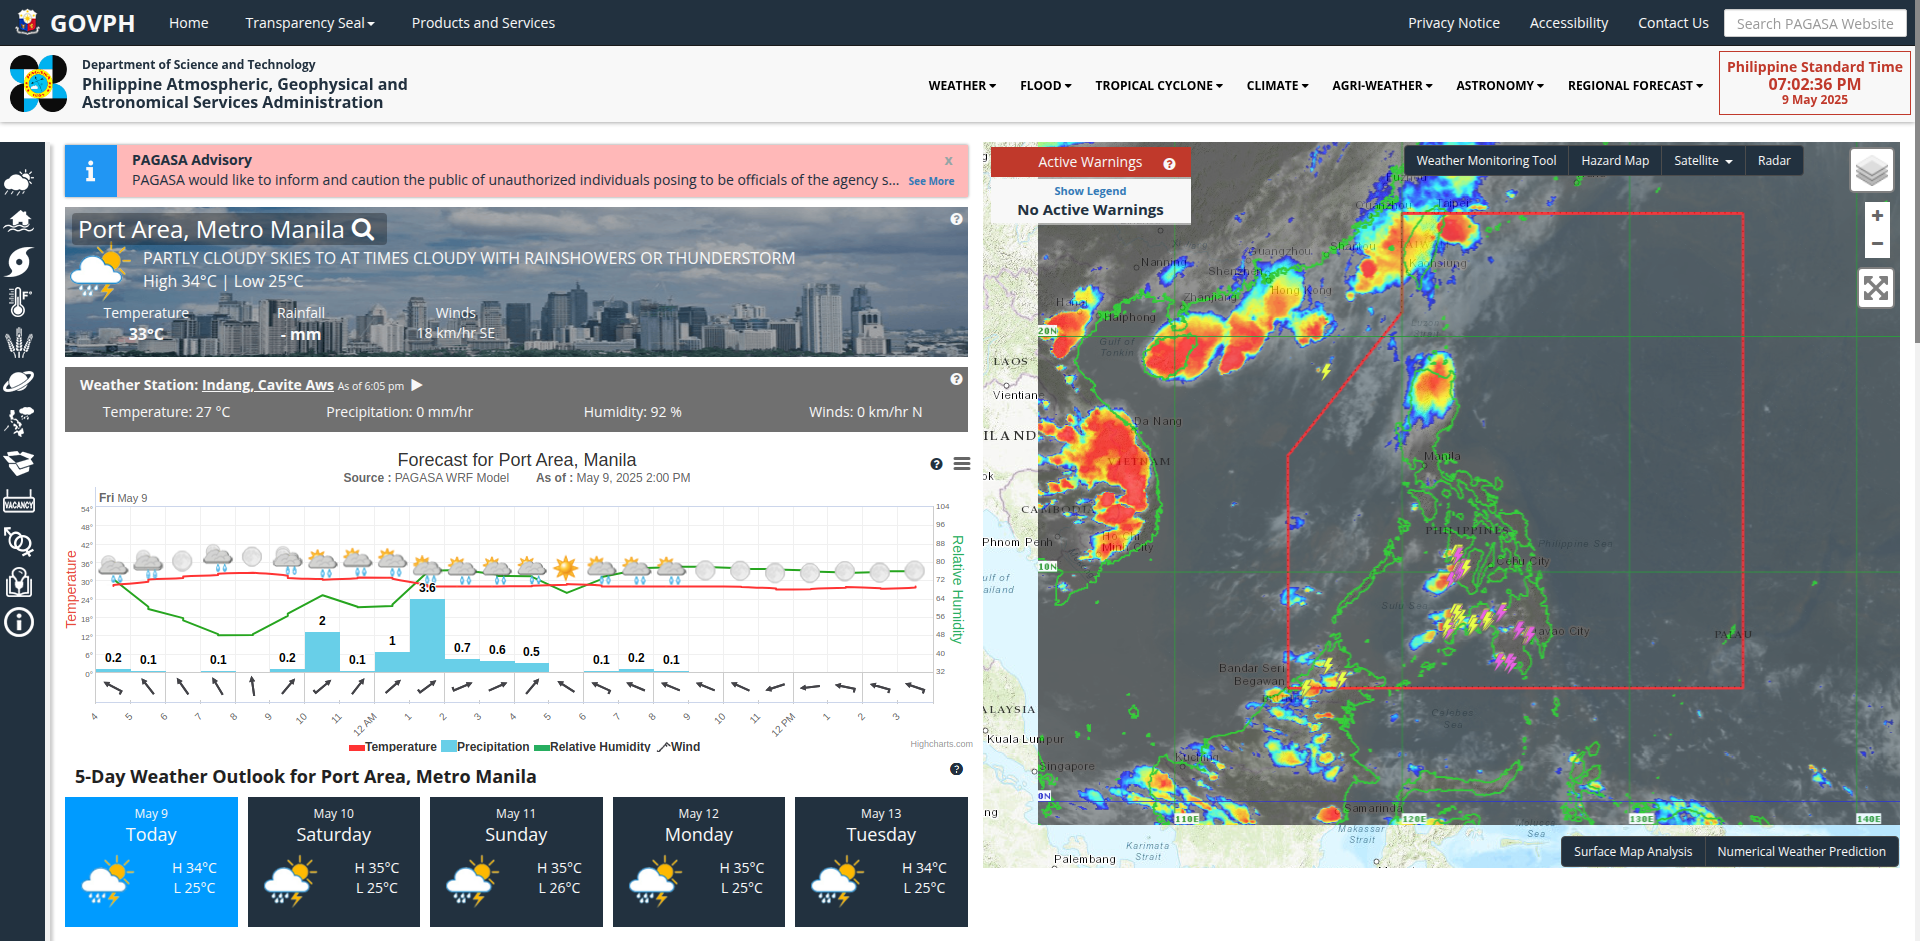 GOVPH
Home
Transparency Seal
Products and Services
Privacy Notice
Accessibility
Contact Us
Search PAGASA Website
Department of Science and Technology
Philippine Atmospheric, Geophysical and
Astronomical Services Administration
WEATHER
FLOOD
TROPICAL CYCLONE
CLIMATE
AGRI-WEATHER
ASTRONOMY
REGIONAL FORECAST
Philippine Standard Time
07:02:36 PM
9 May 2025
VACANCY
PAGASA Advisory
x
PAGASA would like to inform and caution the public of unauthorized individuals posing to be officials of the agency s...
See More
Port Area, Metro Manila
PARTLY CLOUDY SKIES TO AT TIMES CLOUDY WITH RAINSHOWERS OR THUNDERSTORM
High 34°C | Low 25°C
Temperature
Rainfall
Winds
33°C
- mm
18 km/hr SE
Weather Station: Indang, Cavite Aws As of 6:05 pm
Temperature: 27 °C
Precipitation: 0 mm/hr
Humidity: 92 %
Winds: 0 km/hr N
Forecast for Port Area, Manila
Source : PAGASA WRF Model
As of : May 9, 2025 2:00 PM
Fri May 9
Temperature
54°
48°
42°
36°
30°
24°
18°
12°
6°
0°
Relative Humidity
104
96
88
80
72
64
56
48
40
32
0.2
0.1
0.1
0.2
2
0.1
1
3.6
0.7
0.6
0.5
0.1
0.2
0.1
4
5
6
7
8
9
10
11
12 AM
1
2
3
4
5
6
7
8
9
10
11
12 PM
1
2
3
Temperature
Precipitation
Relative Humidity
Wind
Highcharts.com
5-Day Weather Outlook for Port Area, Metro Manila
May 9
Today
H 34°C
L 25°C
May 10
Saturday
H 35°C
L 25°C
May 11
Sunday
H 35°C
L 26°C
May 12
Monday
H 35°C
L 25°C
May 13
Tuesday
H 34°C
L 25°C
Active Warnings
Show Legend
No Active Warnings
Weather Monitoring Tool
Hazard Map
Satellite
Radar
+
−
Taipei
Guangzhou
Shantou
Kaohsiung
Nanning
Shenzhen
Zhanjiang
Hong Kong
Hanoi
Haiphong
20N
Gulf of
Tonkin
LAOS
Vientiane
Da Nang
ILAND
VIETNAM
Manila
CAMBODIA
Phnom Penh
Ho Chi
Minh City
PHILIPPINES
Philippine Sea
Cebu City
10N
Sulu Sea
Davao City
PALAU
Bandar Seri
Begawan
ALAYSIA
Celebes
Sea
Kuala Lumpur
Kuching
Singapore
0N
Samarinda
110E
120E
130E
140E
Makassar
Strait
Molucca
Sea
Karimata
Strait
Palembang
Surface Map Analysis
Numerical Weather Prediction